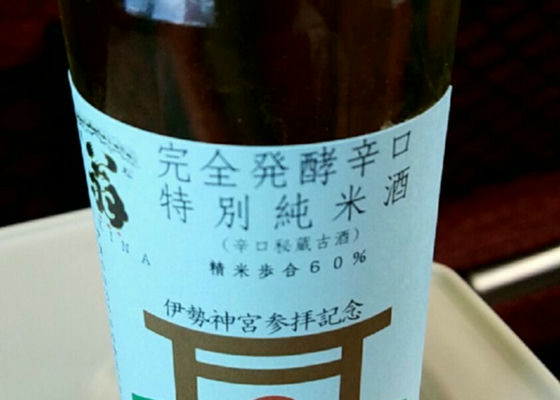 翁
完全発酵辛口
特別純米酒
（辛口秘蔵古酒）
精米歩合60％
伊勢神宮参拝記念